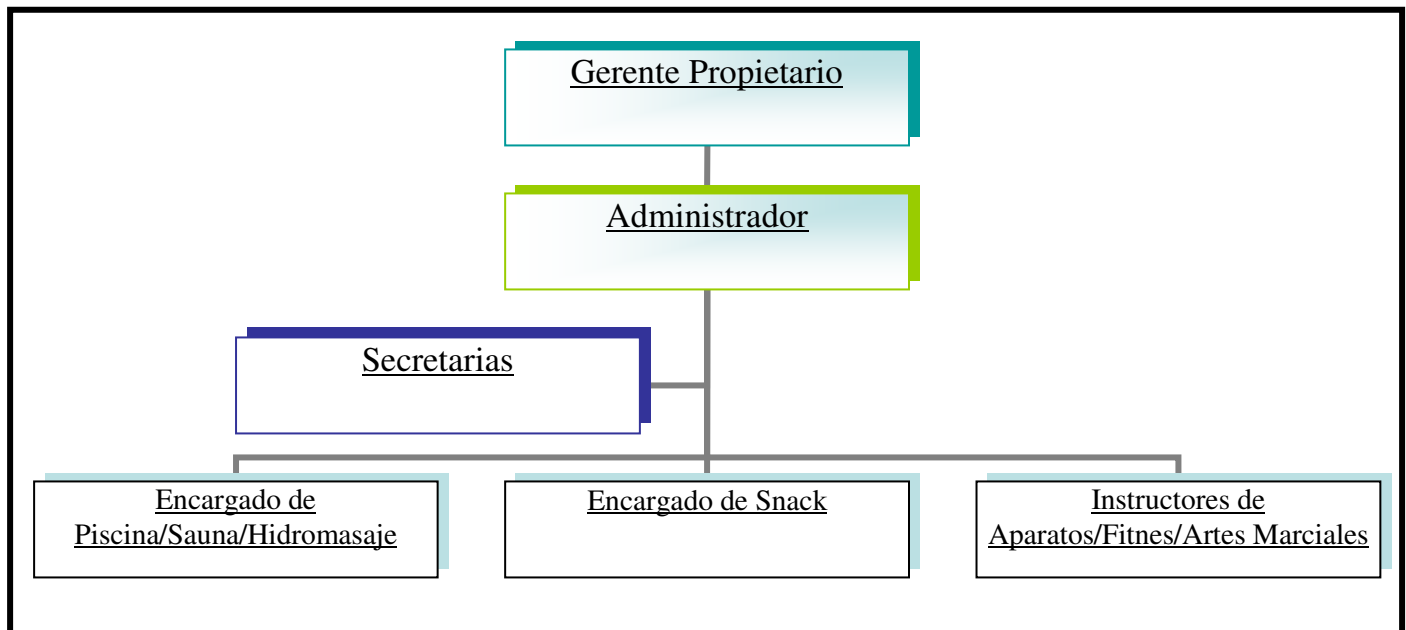 Gerente Propietario
Administrador
Secretarias
Encargado de
Piscina/Sauna/Hidromasaje
Encargado de Snack
Instructores de
Aparatos/Fitnes/Artes Marciales